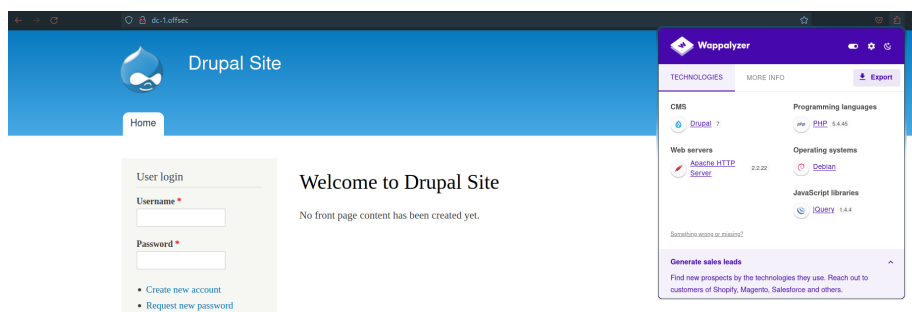 dc-1.offsec
Drupal Site
Home
User login
Username *
Password *
• Create new account
• Request new password
Welcome to Drupal Site
No front page content has been created yet.
Wappalyzer
TECHNOLOGIES MORE INFO Export
CMS
Drupal 7
Programming languages
php PHP 5.4.45
Web servers
Apache HTTP
Server 2.2.22
Operating systems
Debian
JavaScript libraries
jQuery 1.4.4
Something wrong or missing?
Generate sales leads
Find new prospects by the technologies they use. Reach out to
customers of Shopify, Magento, Salesforce and others.